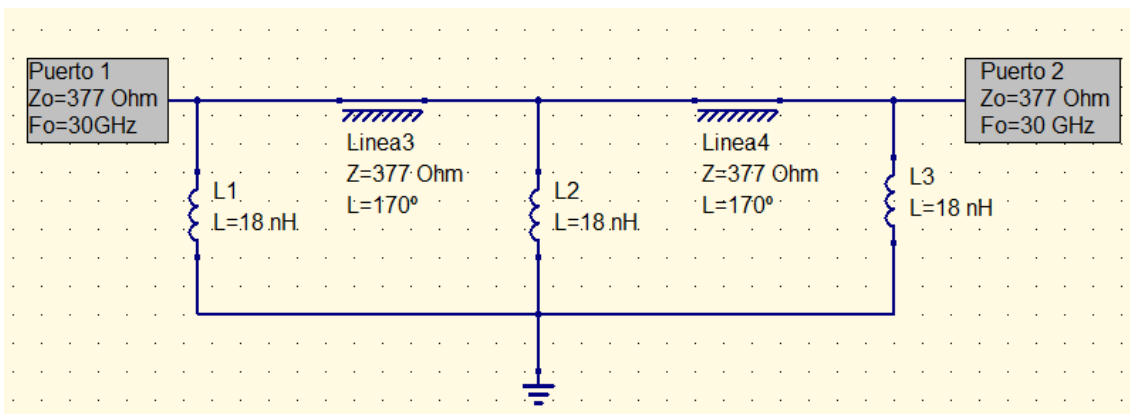 Puerto 1
Zo=377 Ohm
Fo=30GHz
Puerto 2
Zo=377 Ohm
Fo=30 GHz
Linea3
Z=377 Ohm
L=170º
Linea4
Z=377 Ohm
L=170º
L1
L=18 nH
L2
L=18 nH
L3
L=18 nH